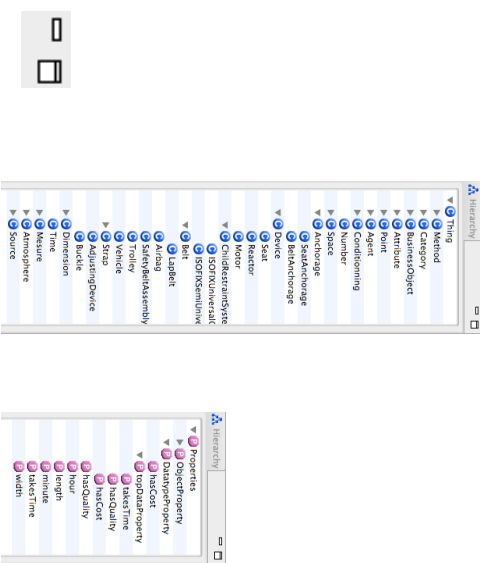 Hierarchy
Thing
Method
Category
BusinessObject
Attribute
Point
Agent
Conditionning
Number
Space
Anchorage
SeatAnchorage
BeltAnchorage
Device
Seat
Reactor
Motor
ChildRestraintSyste
ISOFIXUniversalC
ISOFIXSemiUnive
Belt
LapBelt
Airbag
SafetyBeltAssembly
Trolley
Vehicle
Strap
AdjustingDevice
Buckle
Dimension
Time
Mesure
Atmosphere
Source
Hierarchy
Properties
ObjectProperty
DatatypeProperty
hasCost
topDataProperty
takesTime
hasQuality
hasCost
hasQuality
hour
length
minute
takesTime
width